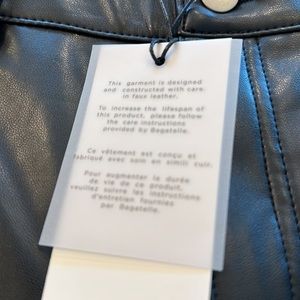 This garment is designed
and constructed with care,
in faux leather.
To increase the lifespan of
this product, please follow
the care instructions
provided by Bagatelle.
Ce vêtement est conçu et
fabriqué avec soin en simili cuir.
Pour augmenter la durée
de vie de ce produit,
veuillez suivre les instructions
d'entretien fournies
par Bagatelle.